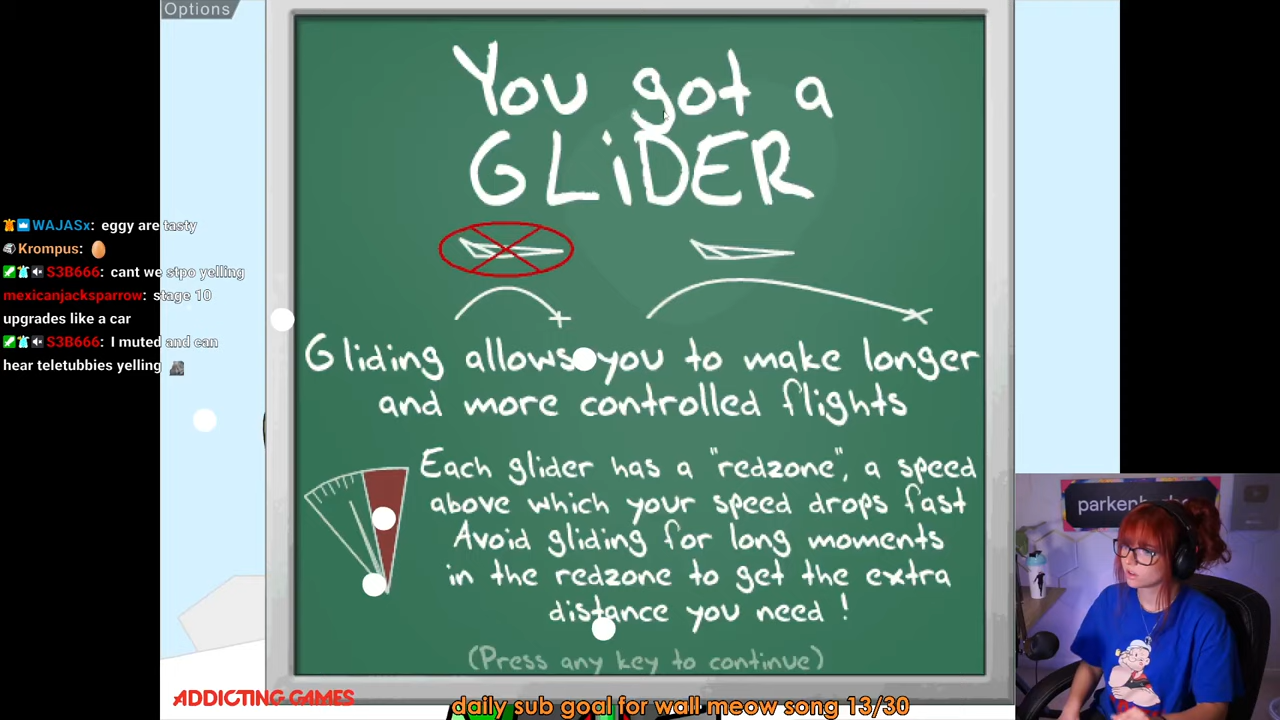 Options
You got a
GLiDER
Gliding allows you to make longer
and more controlled flights
Each glider has a "redzone", a speed
above which your speed drops fast
Avoid gliding for long moments
in the redzone to get the extra
distance you need !
(Press any key to continue)
WAJASx: eggy are tasty
Krompus:
S3B666: cant we stpo yelling
mexicanjacksparrow: stage 10
upgrades like a car
S3B666: I muted and can
hear teletubbies yelling
ADDICTING GAMES
daily sub goal for wall meow song 13/30